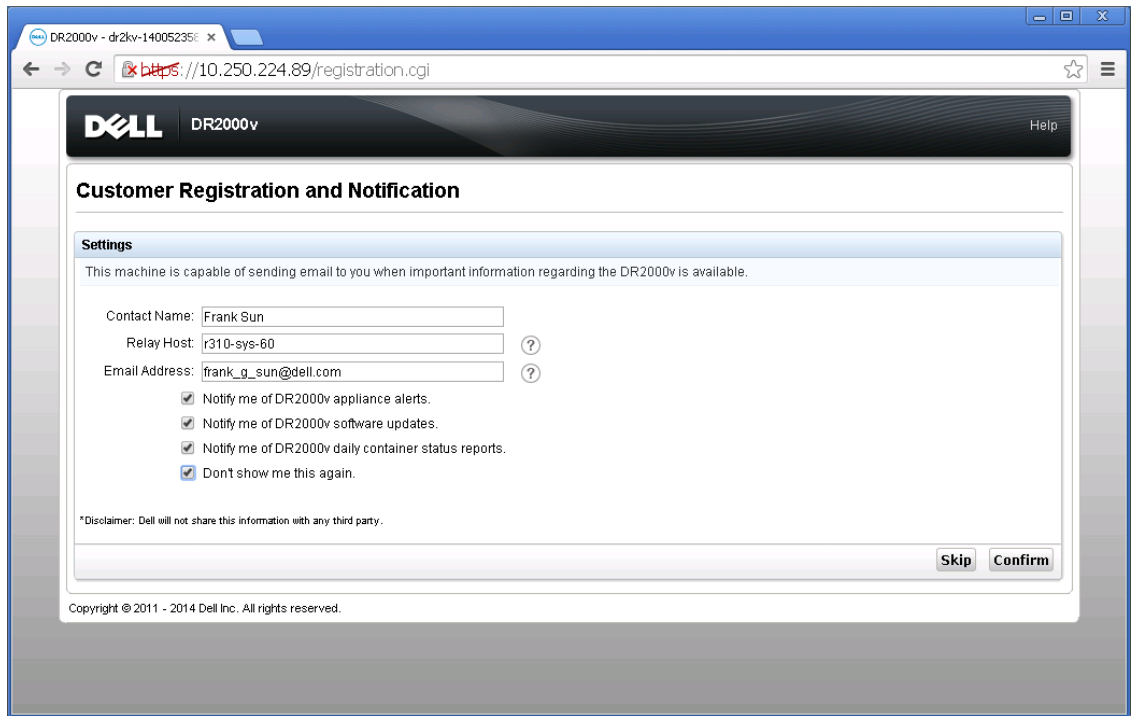 DR2000v - dr2kv-140052358
https://10.250.224.89/registration.cgi
DELL DR2000v Help
Customer Registration and Notification
Settings
This machine is capable of sending email to you when important information regarding the DR2000v is available.
Contact Name: Frank Sun
Relay Host: r310-sys-60
Email Address: frank_g_sun@dell.com
Notify me of DR2000v appliance alerts.
Notify me of DR2000v software updates.
Notify me of DR2000v daily container status reports.
Don't show me this again.
*Disclaimer: Dell will not share this information with any third party.
Skip Confirm
Copyright © 2011 - 2014 Dell Inc. All rights reserved.